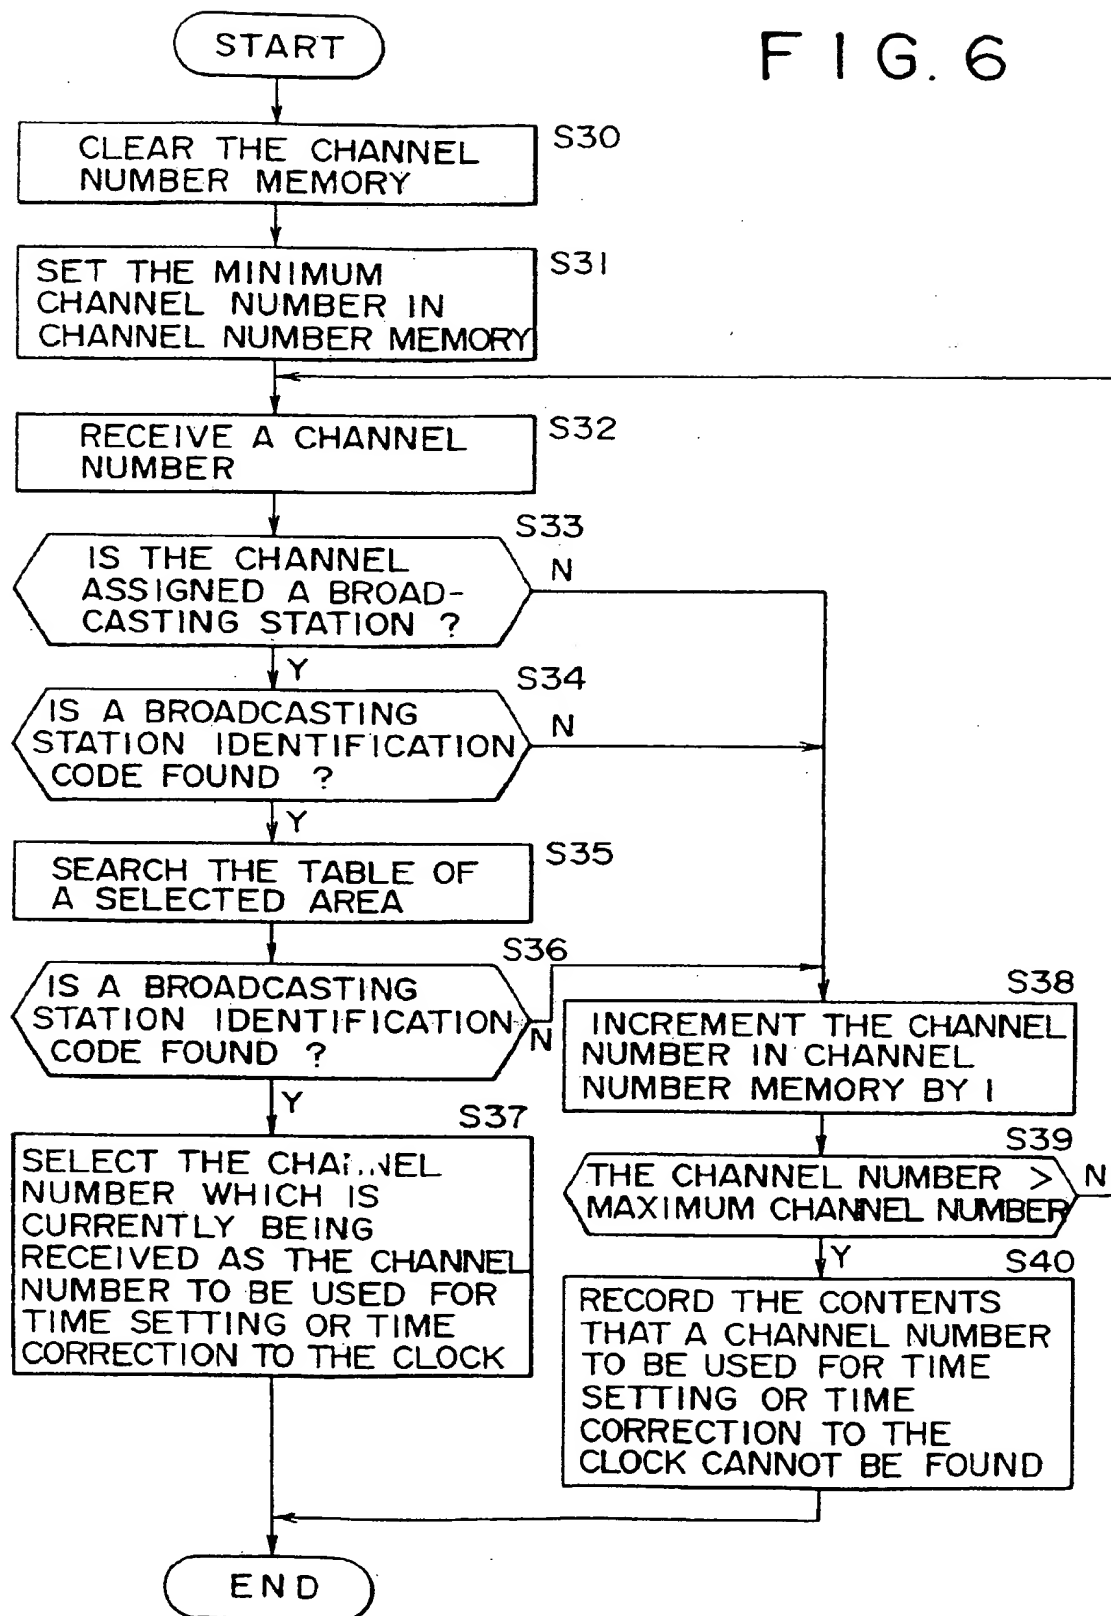 FIG. 6
START
S30
CLEAR THE CHANNEL
NUMBER MEMORY
S31
SET THE MINIMUM
CHANNEL NUMBER IN
CHANNEL NUMBER MEMORY
S32
RECEIVE A CHANNEL
NUMBER
S33
IS THE CHANNEL
ASSIGNED A BROAD-
CASTING STATION ?
N
Y
S34
IS A BROADCASTING
STATION IDENTIFICATION
CODE FOUND ?
N
Y
S35
SEARCH THE TABLE OF
A SELECTED AREA
S36
IS A BROADCASTING
STATION IDENTIFICATION
CODE FOUND ?
N
Y
S37
SELECT THE CHANNEL
NUMBER WHICH IS
CURRENTLY BEING
RECEIVED AS THE CHANNEL
NUMBER TO BE USED FOR
TIME SETTING OR TIME
CORRECTION TO THE CLOCK
S38
INCREMENT THE CHANNEL
NUMBER IN CHANNEL
NUMBER MEMORY BY 1
S39
THE CHANNEL NUMBER >
MAXIMUM CHANNEL NUMBER
N
Y
S40
RECORD THE CONTENTS
THAT A CHANNEL NUMBER
TO BE USED FOR TIME
SETTING OR TIME
CORRECTION TO THE
CLOCK CANNOT BE FOUND
END